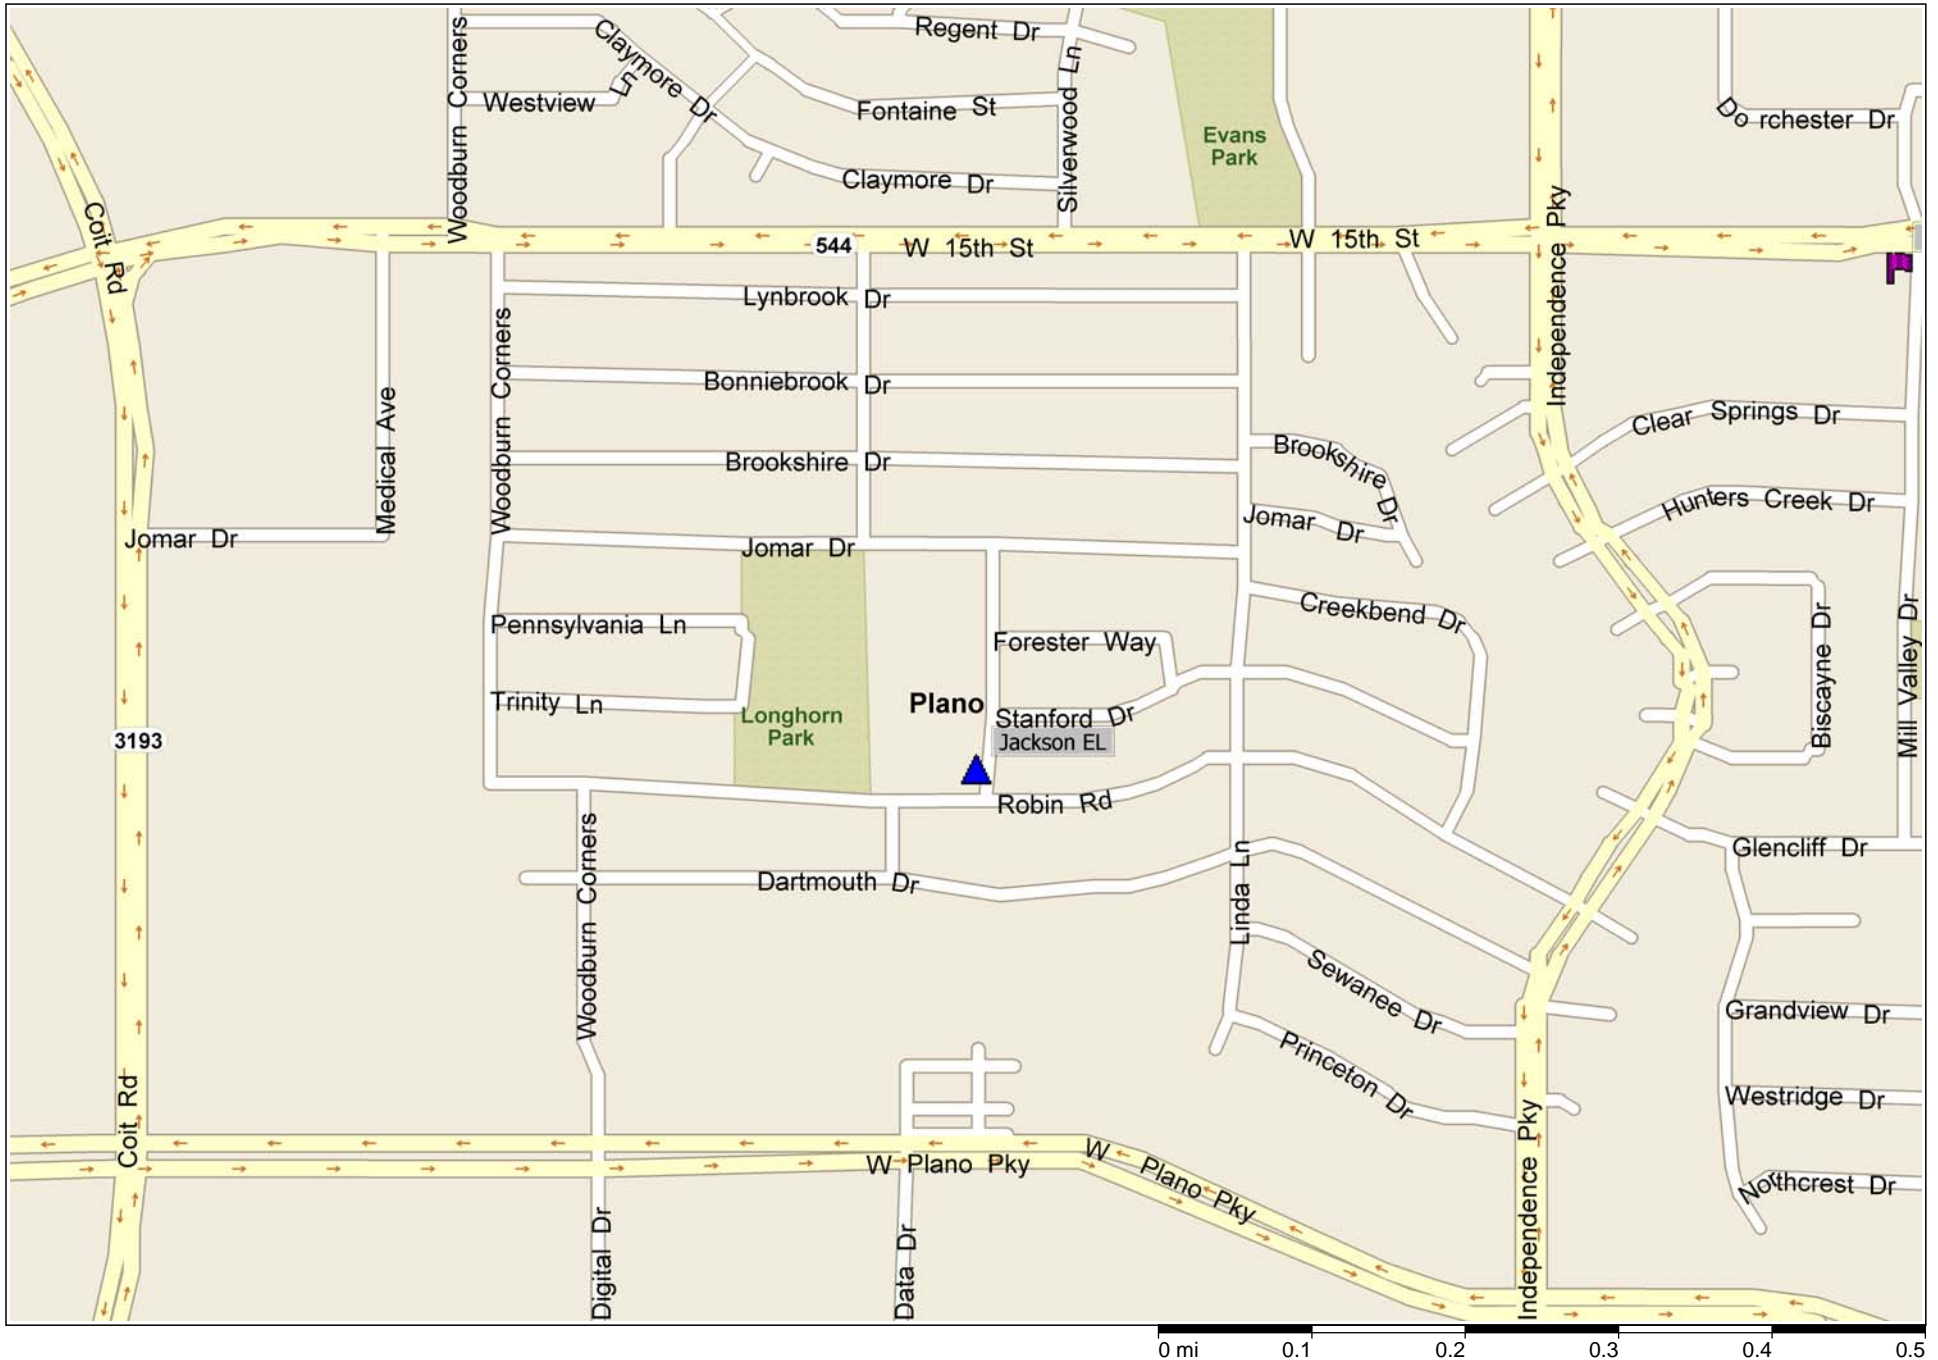 Woodburn Corners
Claymore Dr
Regent Dr
Silverwood Ln
Westview Ln
Fontaine St
Evans
Park
Dorchester Dr
Claymore Dr
Coit Rd
544
W 15th St
W 15th St
Independence Pky
Lynbrook Dr
Woodburn Corners
Bonniebrook Dr
Medical Ave
Clear Springs Dr
Brookshire Dr
Brookshire Dr
Hunters Creek Dr
Jomar Dr
Jomar Dr
Jomar Dr
Creekbend Dr
Pennsylvania Ln
Forester Way
Biscayne Dr
Mill Valley Dr
Trinity Ln
Plano
Longhorn
Park
Stanford Dr
Jackson EL
3193
Robin Rd
Woodburn Corners
Glencliff Dr
Dartmouth Dr
Linda Ln
Sewanee Dr
Grandview Dr
Princeton Dr
Coit Rd
Westridge Dr
Independence Pky
W Plano Pky
W Plano Pky
Northcrest Dr
Digital Dr
Data Dr
Independence Pky
0 mi 0.1 0.2 0.3 0.4 0.5